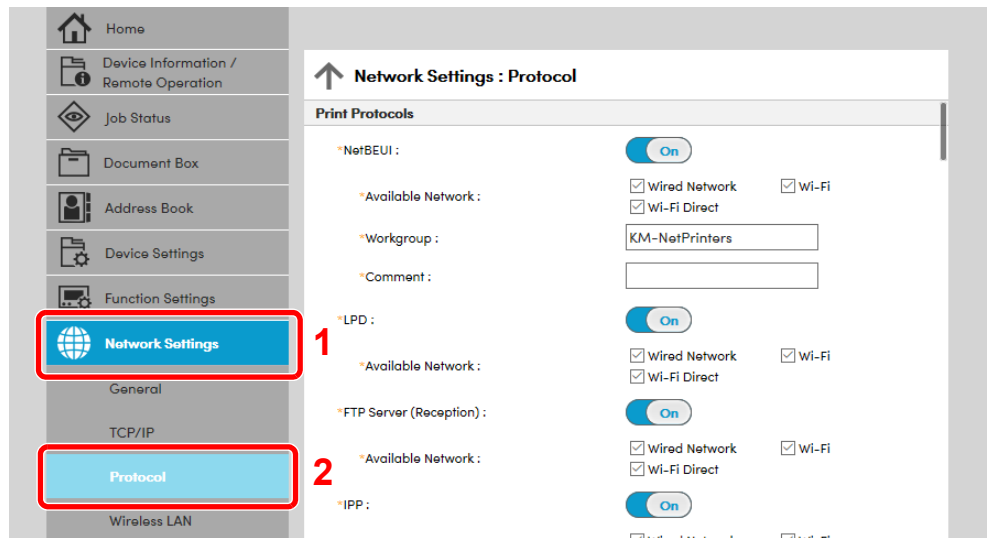 Home
Device Information /
Remote Operation
Job Status
Document Box
Address Book
Device Settings
Function Settings
1
Network Settings
General
TCP/IP
2
Protocol
Wireless LAN
Network Settings : Protocol
Print Protocols
*NetBEUI : On
*Available Network : Wired Network Wi-Fi
Wi-Fi Direct
*Workgroup : KM-NetPrinters
*Comment :
*LPD : On
*Available Network : Wired Network Wi-Fi
Wi-Fi Direct
*FTP Server (Reception) : On
*Available Network : Wired Network Wi-Fi
Wi-Fi Direct
*IPP : On